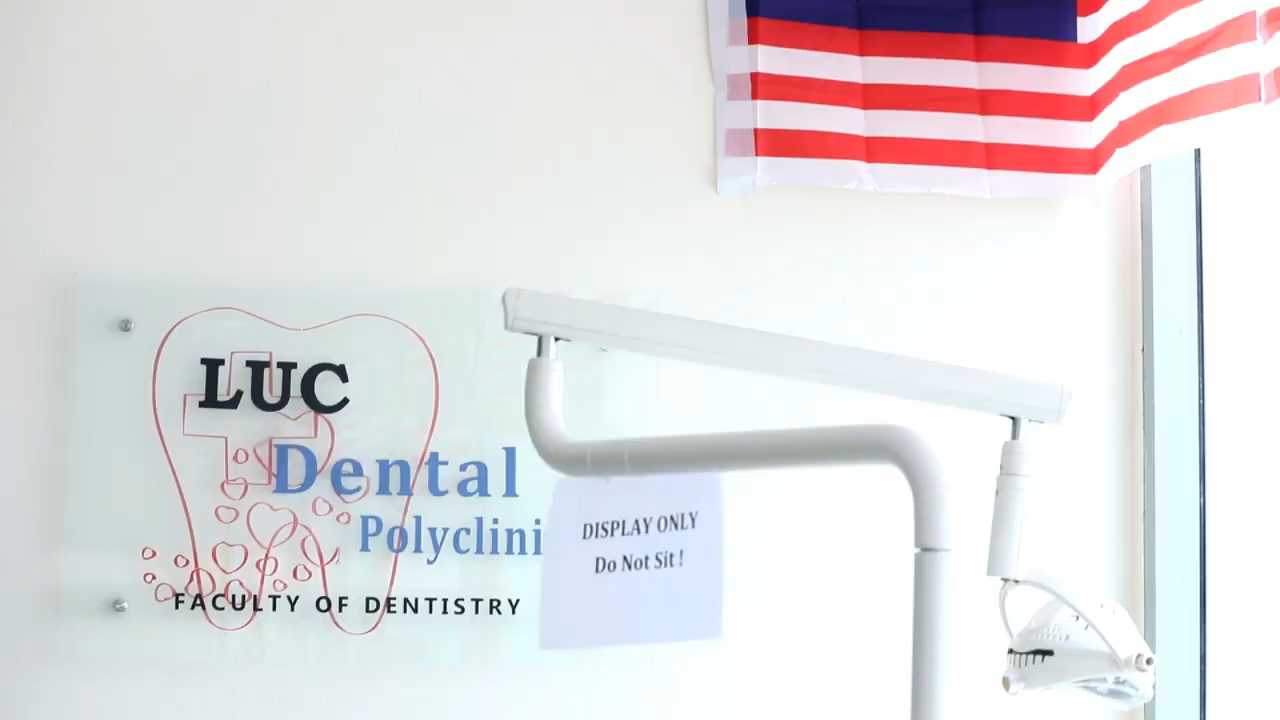 LUC
Dental
Polyclini
FACULTY OF DENTISTRY
DISPLAY ONLY
Do Not Sit !